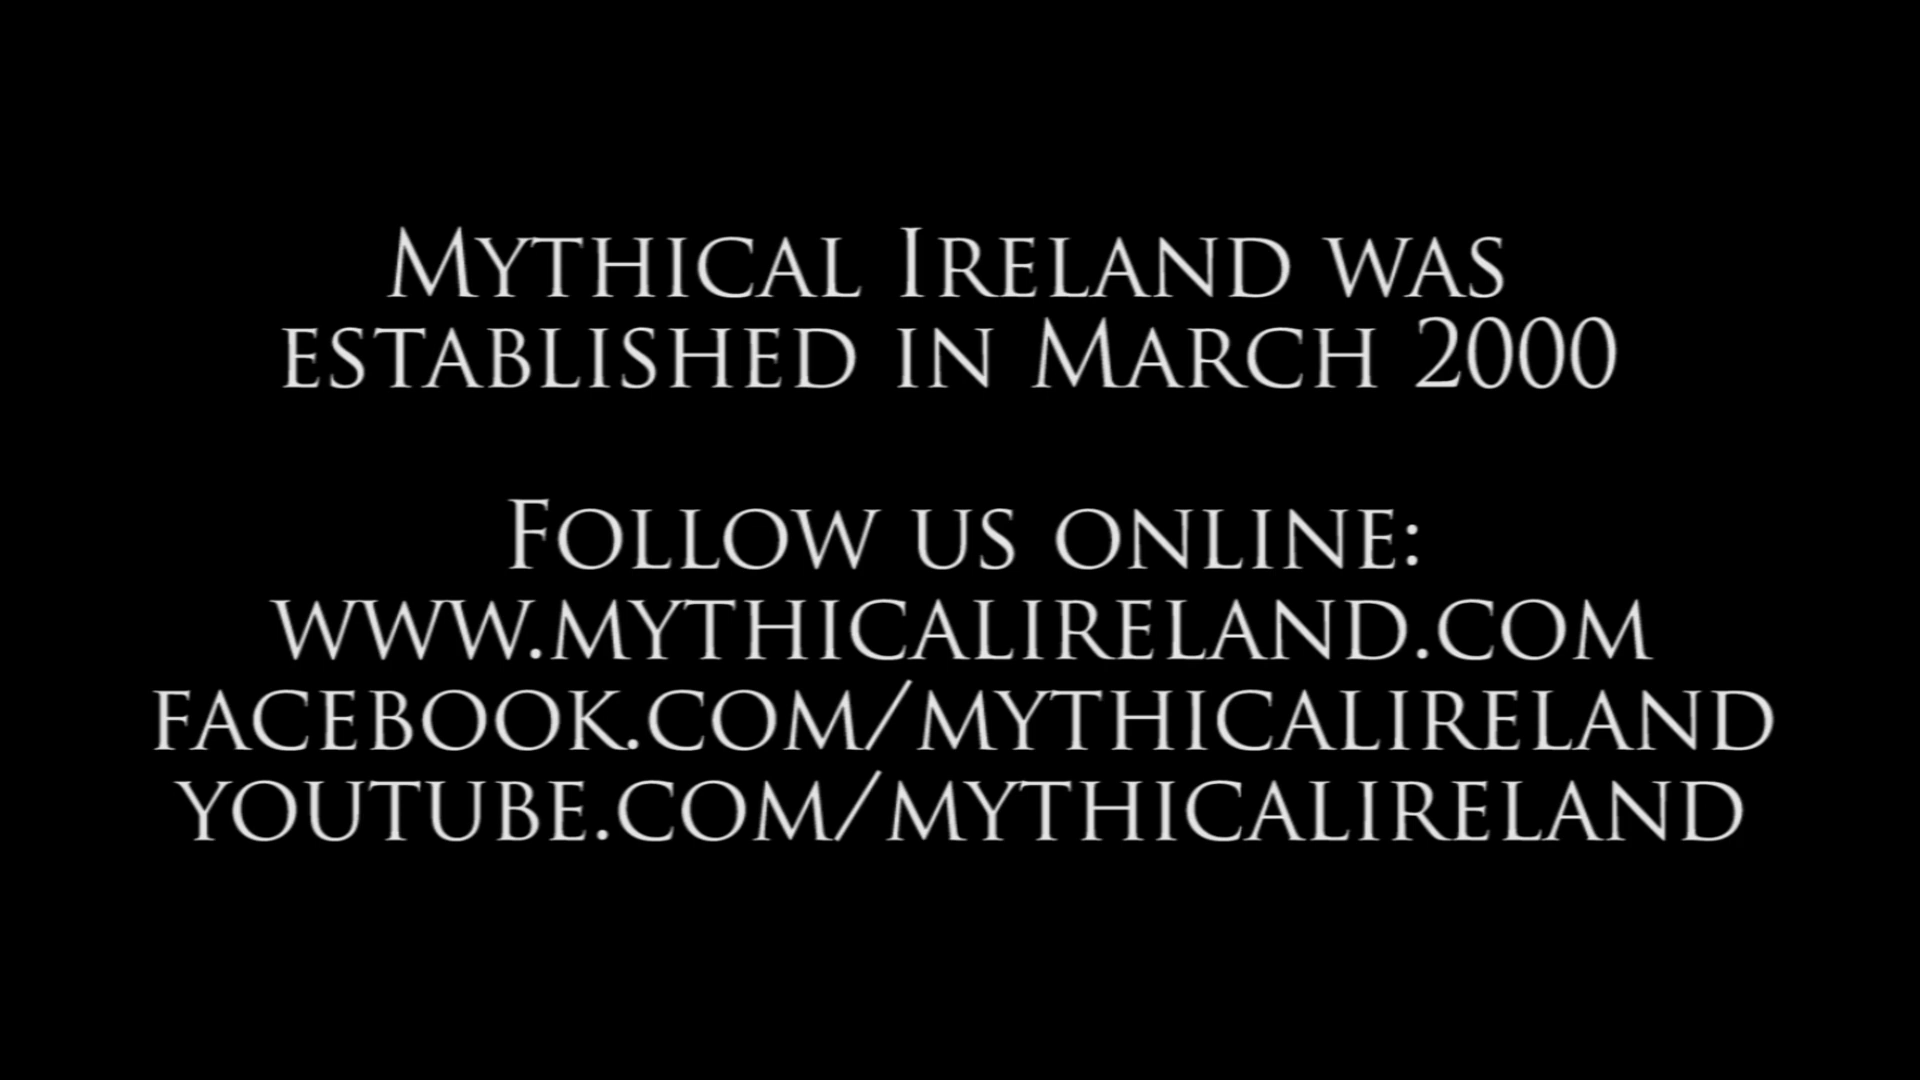 Mythical Ireland was
established in March 2000
Follow us online:
www.mythicalireland.com
facebook.com/mythicalireland
youtube.com/mythicalireland